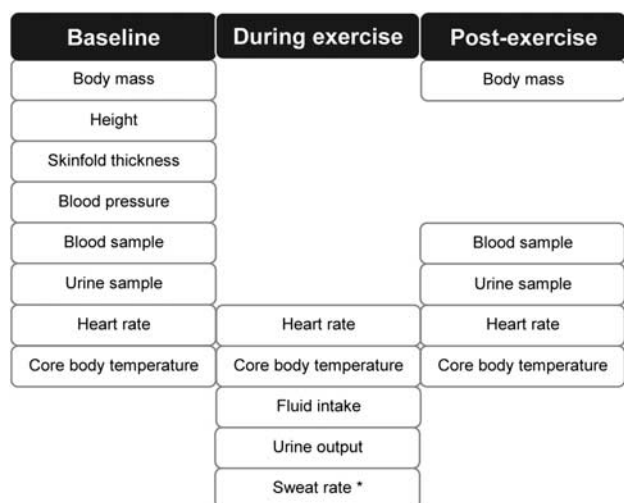 Baseline During exercise Post-exercise
Body mass Body mass
Height
Skinfold thickness
Blood pressure
Blood sample Blood sample
Urine sample Urine sample
Heart rate Heart rate Heart rate
Core body temperature Core body temperature Core body temperature
Fluid intake
Urine output
Sweat rate *